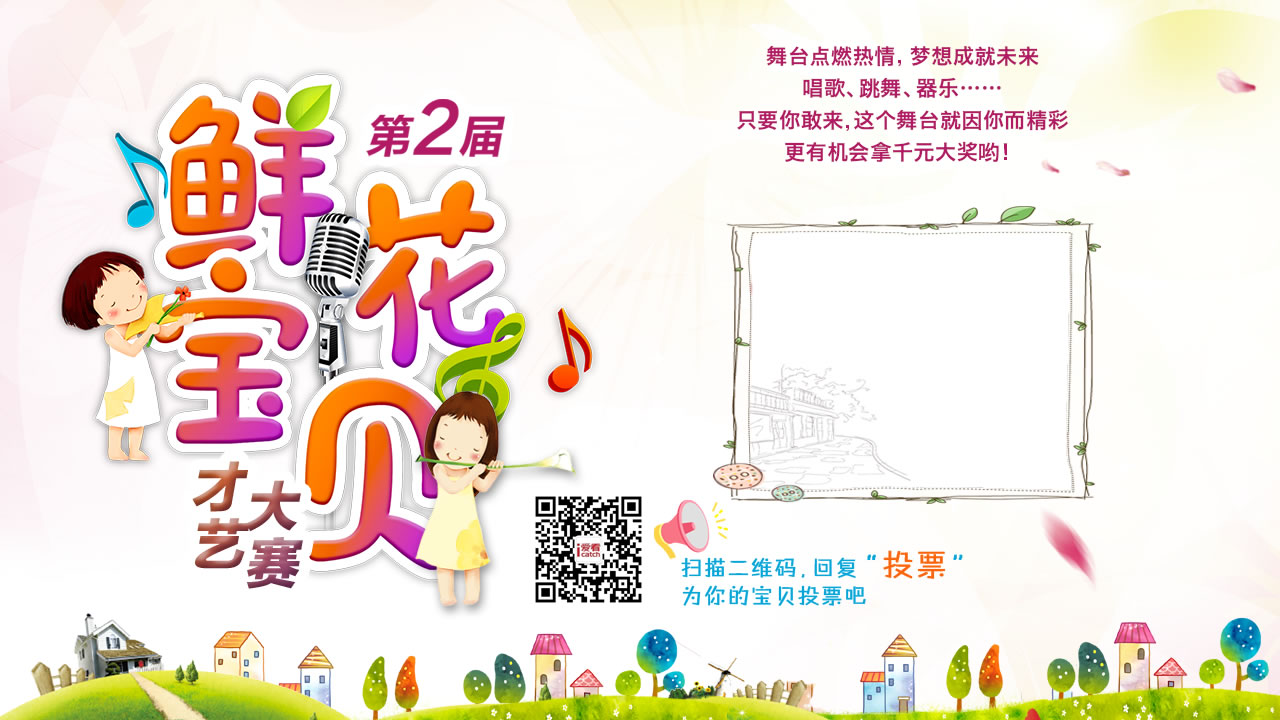 第2届
鲜花
宝贝
才艺
大赛
舞台点燃热情，梦想成就未来
唱歌、跳舞、器乐……
只要你敢来，这个舞台就因你而精彩
更有机会拿千元大奖哟！
爱看
icatch
扫描二维码，回复“投票”
为你的宝贝投票吧